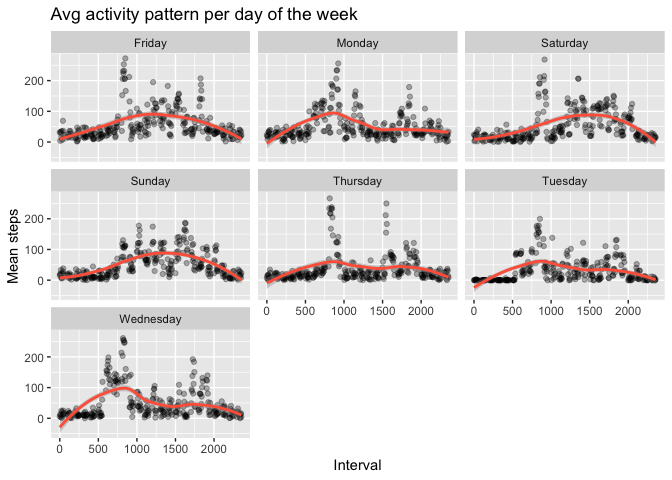 Avg activity pattern per day of the week
Friday
Monday
Saturday
200
100
0
Sunday
Thursday
Tuesday
Mean steps
200
100
0
0 500 1000 1500 2000
0 500 1000 1500 2000
Wednesday
200
100
0
0 500 1000 1500 2000
Interval